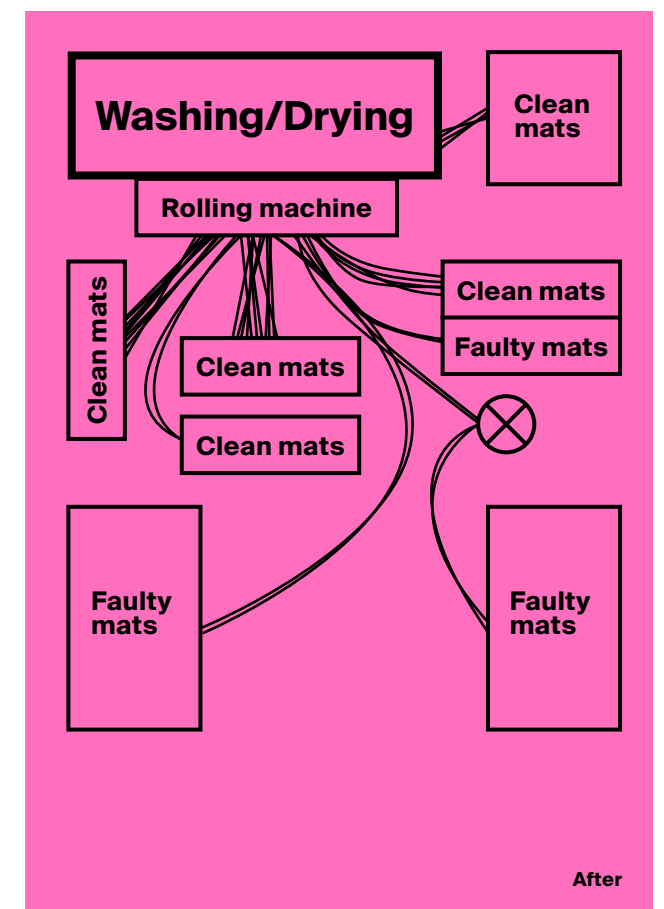 Washing/Drying
Clean
mats
Rolling machine
Clean mats
Clean mats
Faulty mats
Clean mats
Clean mats
Faulty
mats
Faulty
mats
After